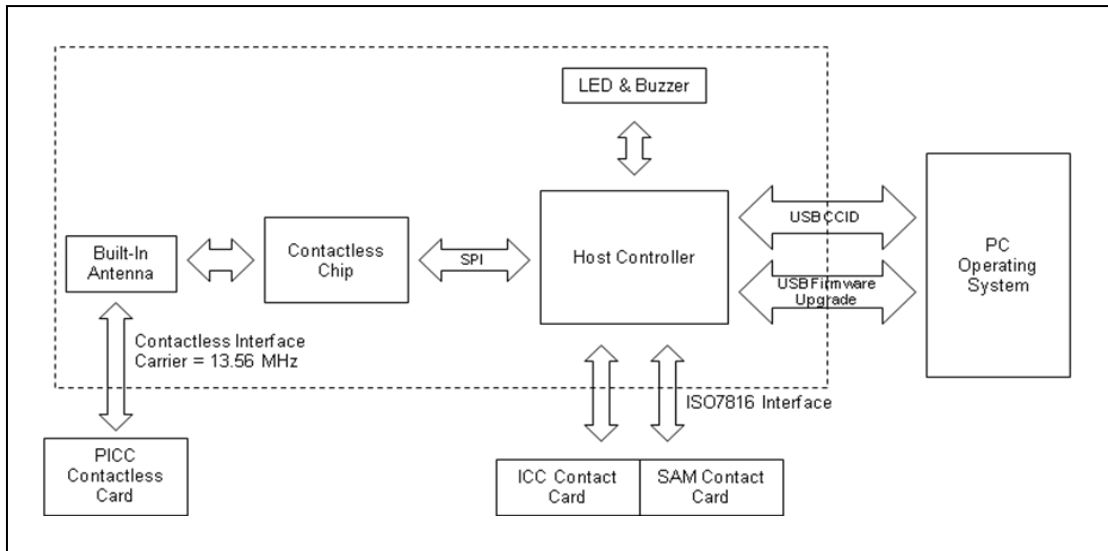 LED & Buzzer
Built-In
Antenna
Contactless
Chip
SPI
Host Controller
USB CCID
USB Firmware
Upgrade
PC
Operating
System
Contactless Interface
Carrier = 13.56 MHz
ISO7816 Interface
PICC
Contactless
Card
ICC Contact
Card
SAM Contact
Card